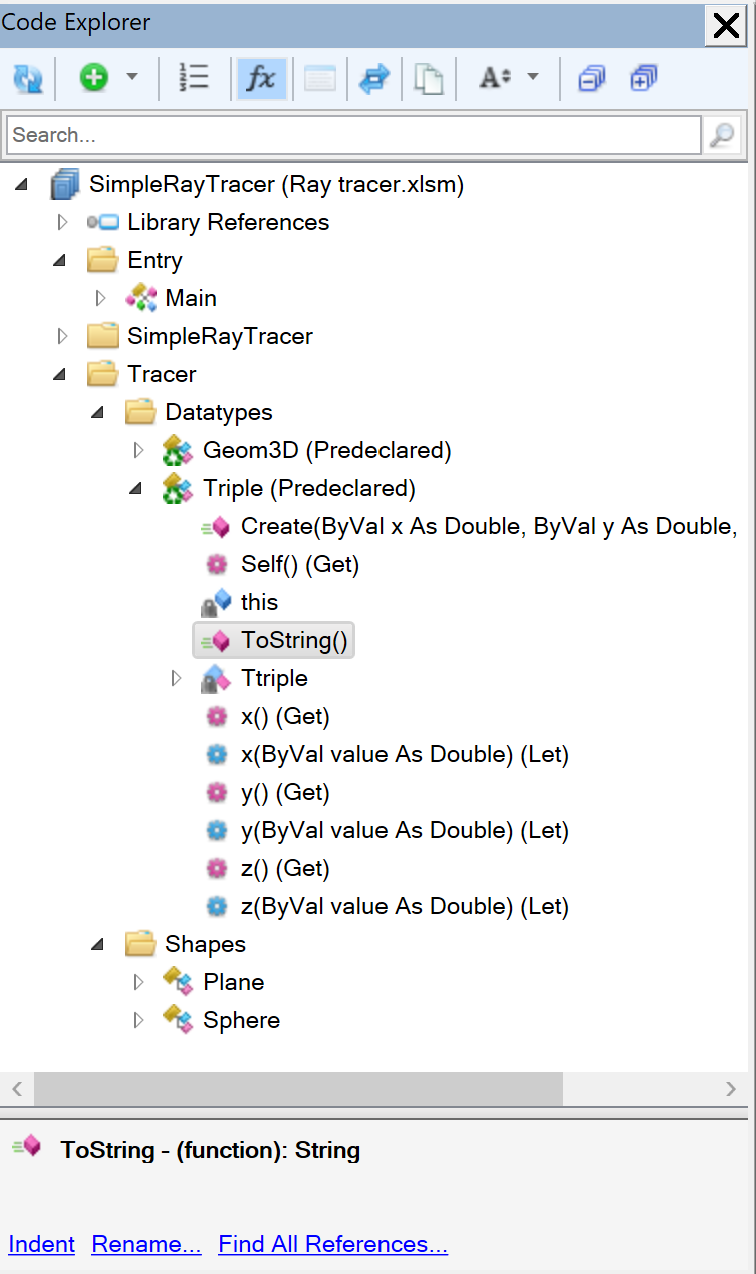 Code Explorer
fx
A
Search...
SimpleRayTracer (Ray tracer.xlsm)
Library References
Entry
Main
SimpleRayTracer
Tracer
Datatypes
Geom3D (Predeclared)
Triple (Predeclared)
Create(ByVal x As Double, ByVal y As Double,
Self() (Get)
this
ToString()
Ttriple
x() (Get)
x(ByVal value As Double) (Let)
y() (Get)
y(ByVal value As Double) (Let)
z() (Get)
z(ByVal value As Double) (Let)
Shapes
Plane
Sphere
ToString - (function): String
Indent Rename... Find All References...